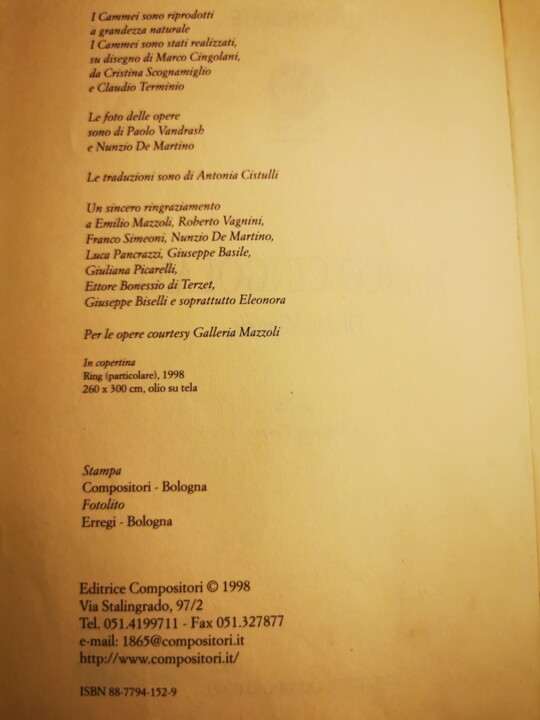 I Cammei sono riprodotti
a grandezza naturale
I Cammei sono stati realizzati,
su disegno di Marco Cingolani,
da Cristina Scognamiglio
e Claudio Terminio
Le foto delle opere
sono di Paolo Vandrash
e Nunzio De Martino
Le traduzioni sono di Antonia Cistulli
Un sincero ringraziamento
a Emilio Mazzoli, Roberto Vagnini,
Franco Simeoni, Nunzio De Martino,
Luca Pancrazzi, Giuseppe Basile,
Giuliana Picarelli,
Ettore Bonessio di Terzet,
Giuseppe Biselli e soprattutto Eleonora
Per le opere courtesy Galleria Mazzoli
In copertina
Ring (particolare), 1998
260 x 300 cm, olio su tela
Stampa
Compositori - Bologna
Fotolito
Erregi - Bologna
Editrice Compositori © 1998
Via Stalingrado, 97/2
Tel. 051.4199711 - Fax 051.327877
e-mail: 1865@compositori.it
http://www.compositori.it/
ISBN 88-7794-152-9